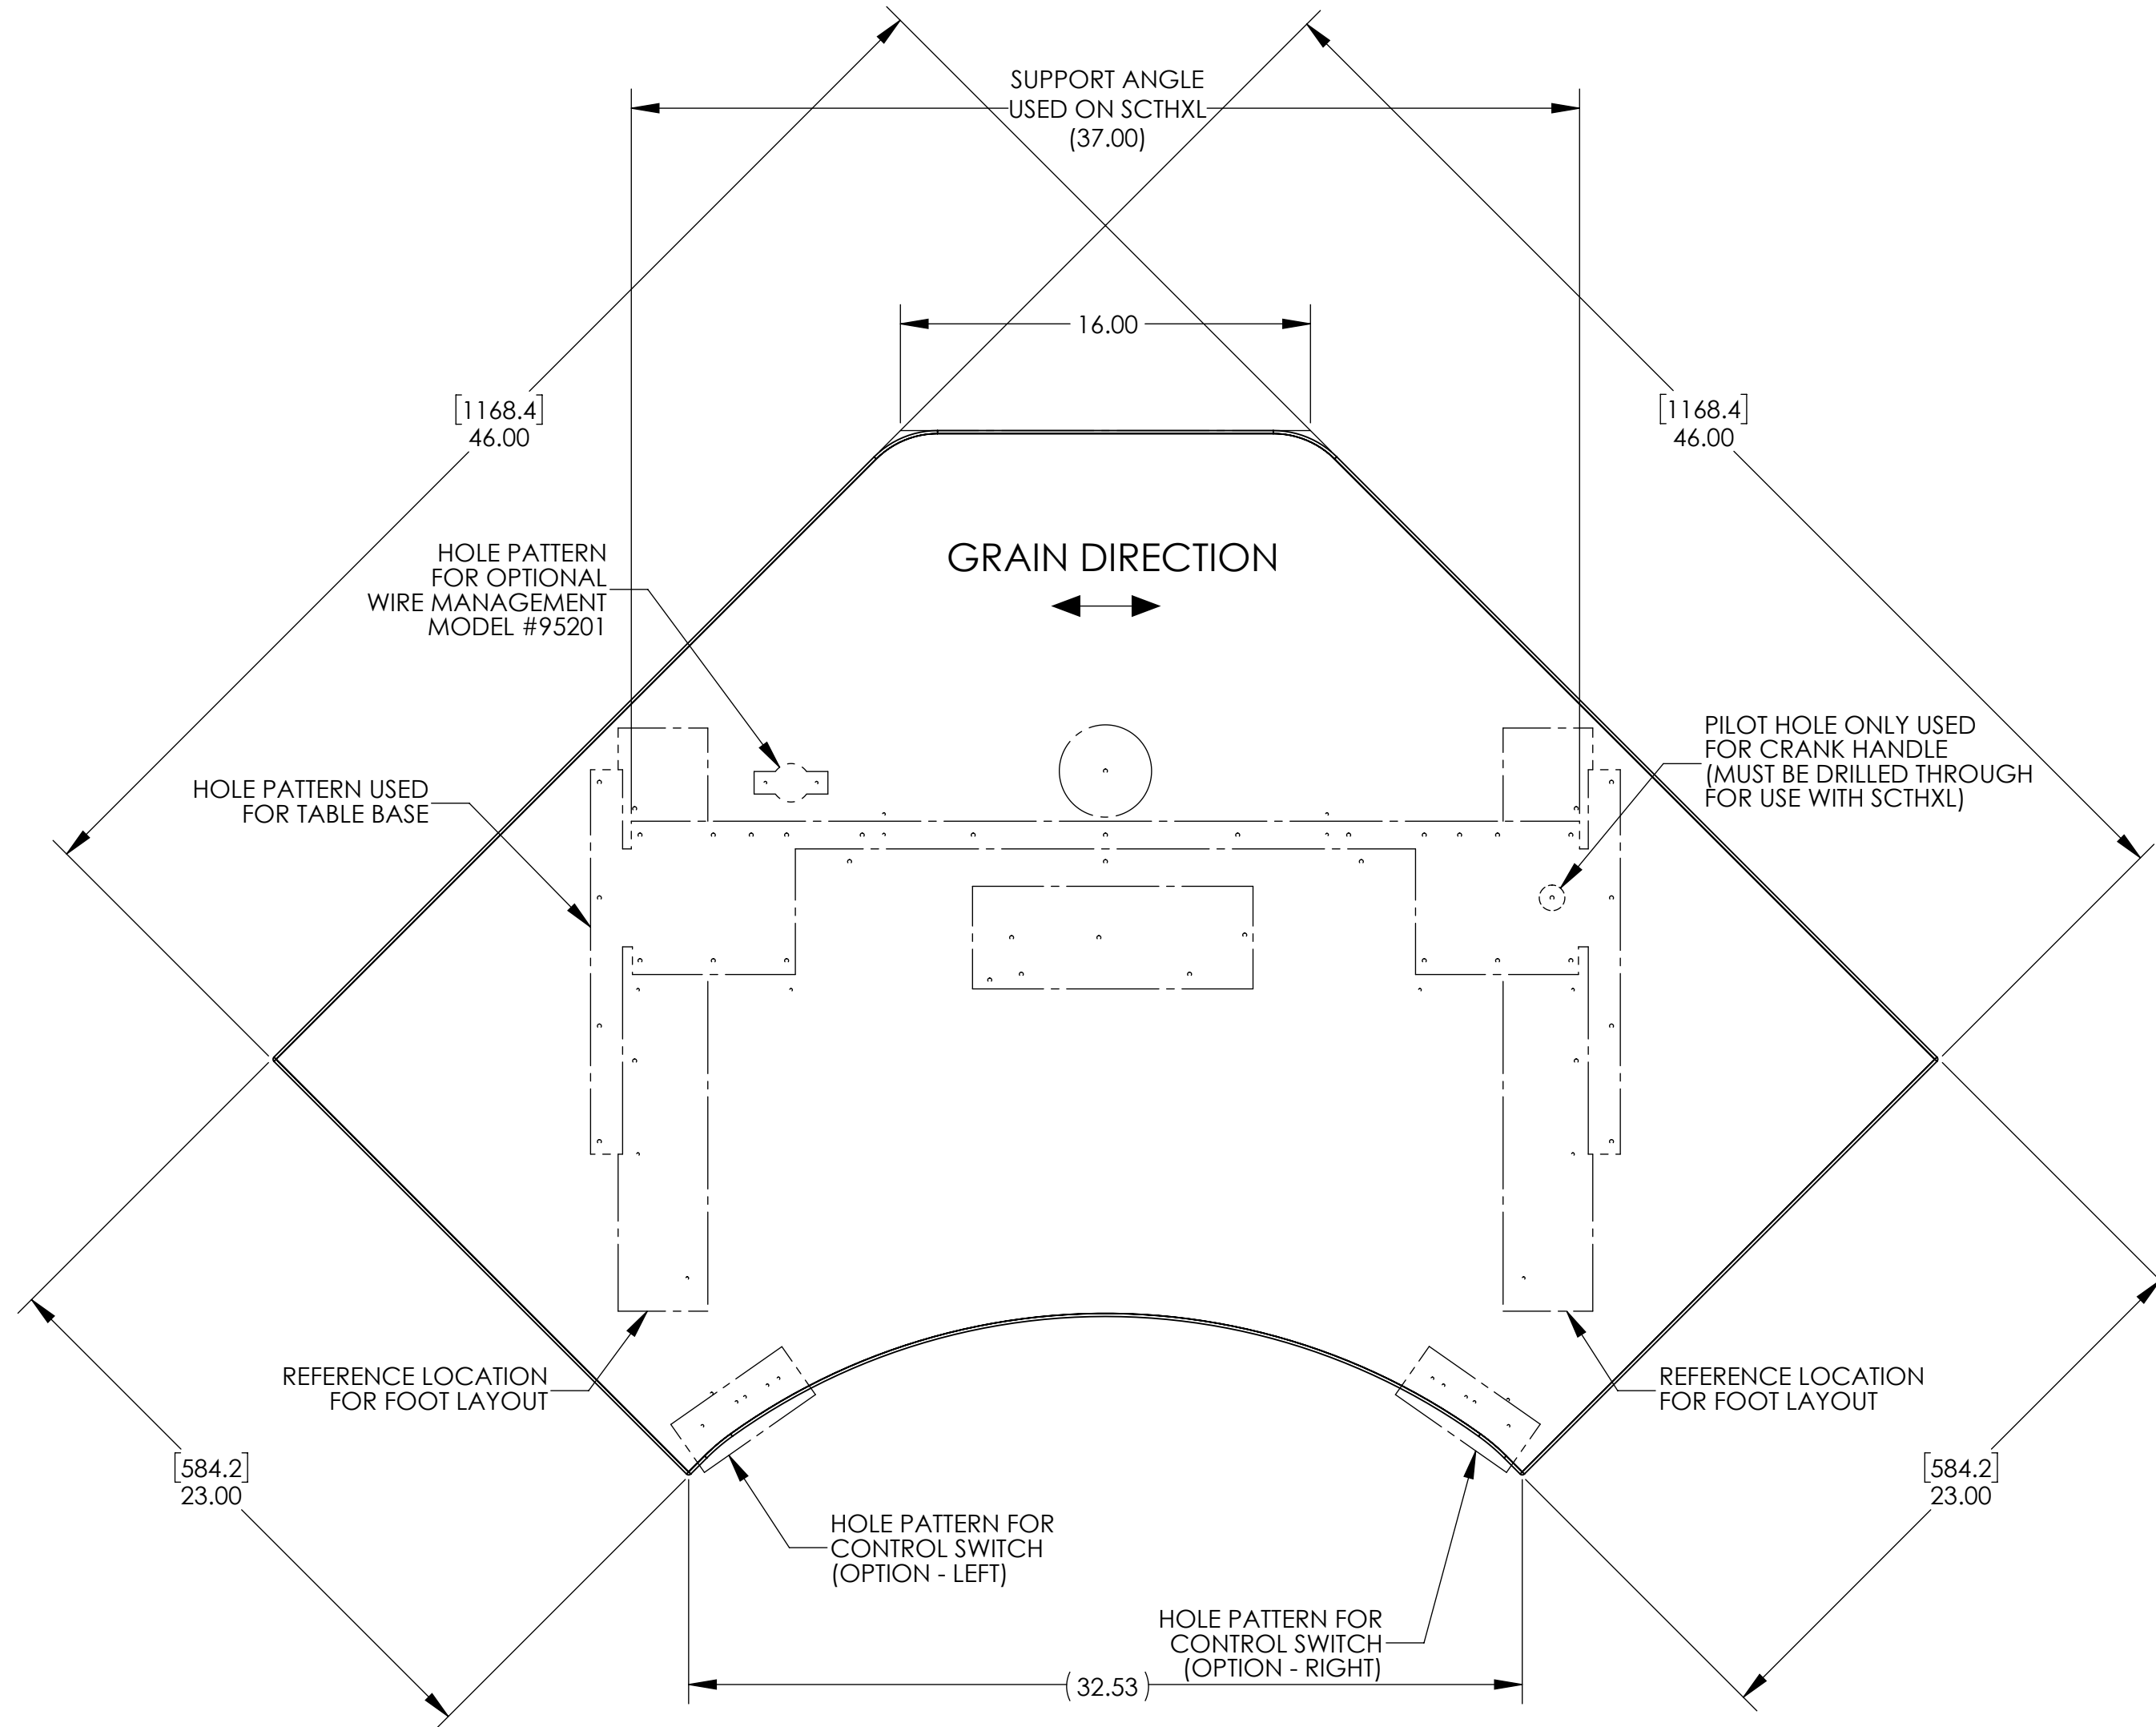 SUPPORT ANGLE
USED ON SCTHXL
(37.00)
16.00
[1168.4]
46.00
[1168.4]
46.00
GRAIN DIRECTION
HOLE PATTERN
FOR OPTIONAL
WIRE MANAGEMENT
MODEL #95201
PILOT HOLE ONLY USED
FOR CRANK HANDLE
(MUST BE DRILLED THROUGH
FOR USE WITH SCTHXL)
HOLE PATTERN USED
FOR TABLE BASE
REFERENCE LOCATION
FOR FOOT LAYOUT
REFERENCE LOCATION
FOR FOOT LAYOUT
[584.2]
23.00
[584.2]
23.00
HOLE PATTERN FOR
CONTROL SWITCH
(OPTION - LEFT)
HOLE PATTERN FOR
CONTROL SWITCH
(OPTION - RIGHT)
(32.53)